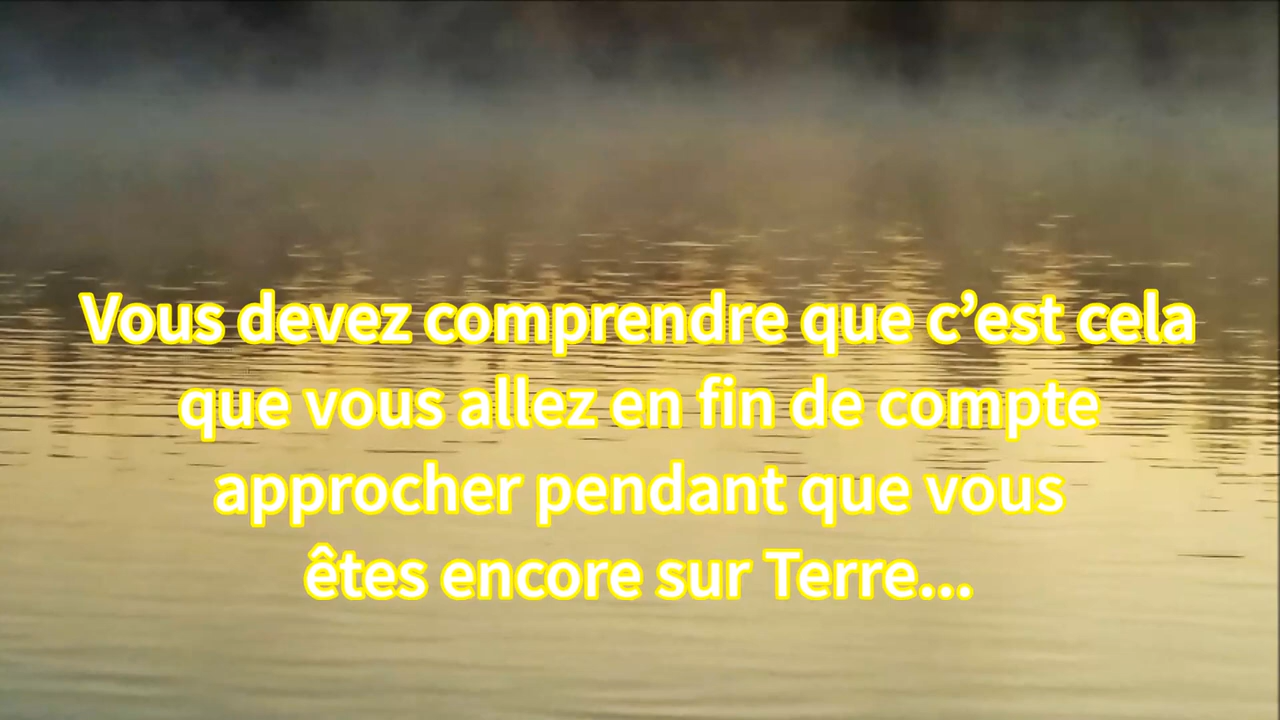 Vous devez comprendre que c’est cela
que vous allez en fin de compte
approcher pendant que vous
êtes encore sur Terre...